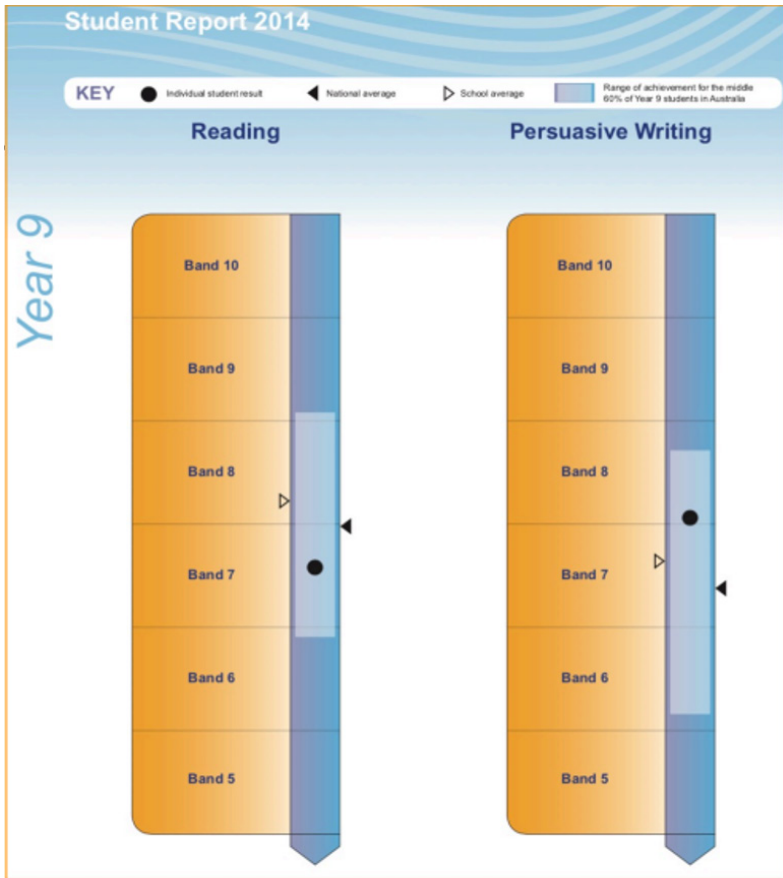 Student Report 2014
KEY
Individual student result
National average
School average
Range of achievement for the middle
60% of Year 9 students in Australia
Reading
Persuasive Writing
Year 9
Band 10
Band 9
Band 8
Band 7
Band 6
Band 5
Band 10
Band 9
Band 8
Band 7
Band 6
Band 5